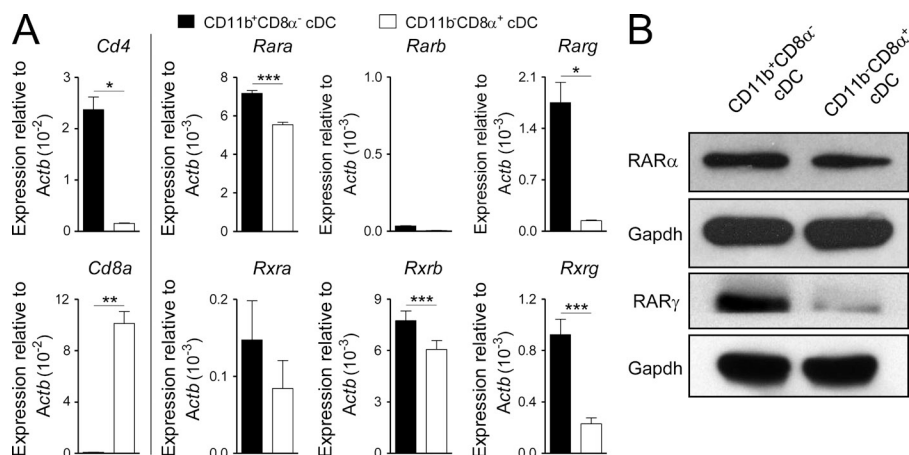 A
CD11b⁺CD8α⁻ cDC
CD11b⁻CD8α⁺ cDC
Cd4
Expression relative to
Actb (10⁻²)
3
2
1
0
*
Rara
Expression relative to
Actb (10⁻³)
8
6
4
2
0
***
Rarb
Expression relative to
Actb (10⁻³)
1.0
0.5
0.0
Rarg
Expression relative to
Actb (10⁻³)
2.1
1.4
0.7
0.0
*
Cd8a
Expression relative to
Actb (10⁻²)
12
8
4
0
**
Rxra
Expression relative to
Actb (10⁻³)
0.2
0.1
0.0
Rxrb
Expression relative to
Actb (10⁻³)
9
6
3
0
***
Rxrg
Expression relative to
Actb (10⁻³)
1.2
0.8
0.4
0.0
***
B
CD11b⁺CD8α⁻
cDC
CD11b⁻CD8α⁺
cDC
RARα
Gapdh
RARγ
Gapdh